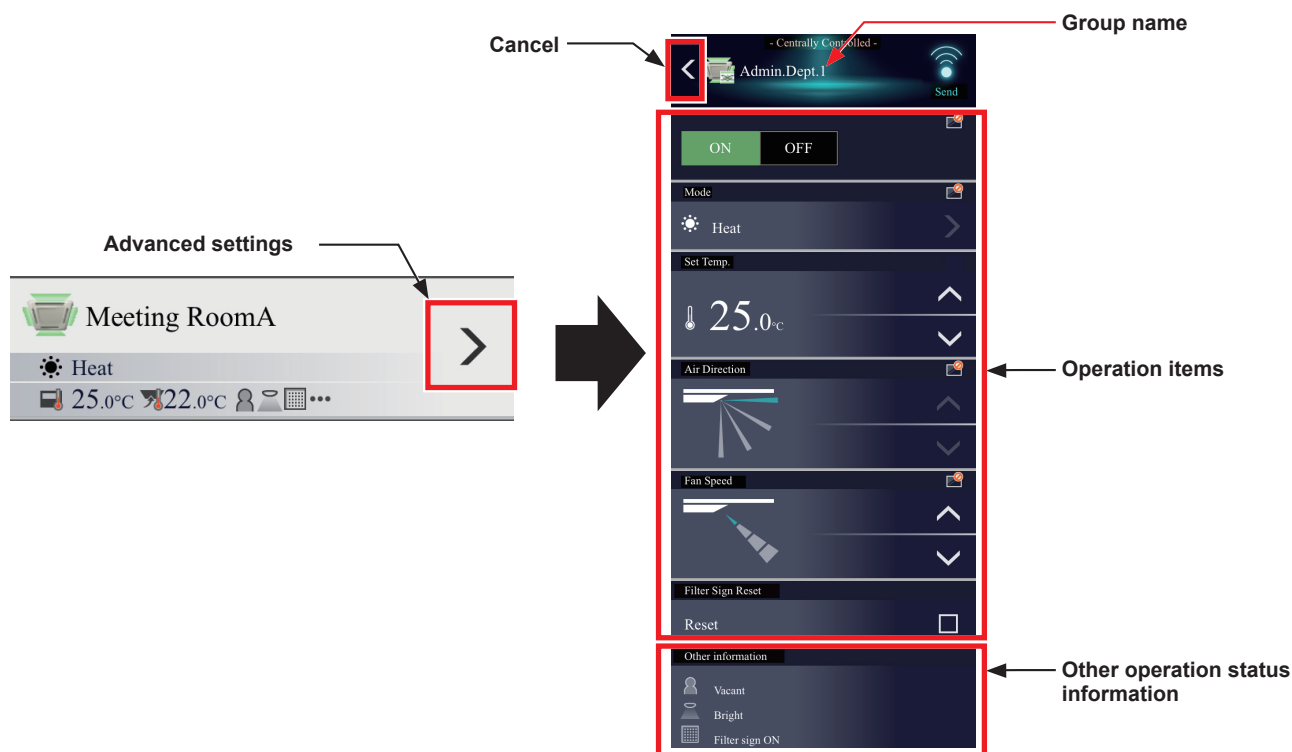 Cancel
Group name
- Centrally Controlled -
Admin.Dept.1
Send
ON OFF
Mode
Heat
Set Temp.
25.0°C
Air Direction
Fan Speed
Filter Sign Reset
Reset
Other information
Vacant
Bright
Filter sign ON
Advanced settings
Meeting RoomA
Heat
25.0°C 22.0°C
Operation items
Other operation status
information